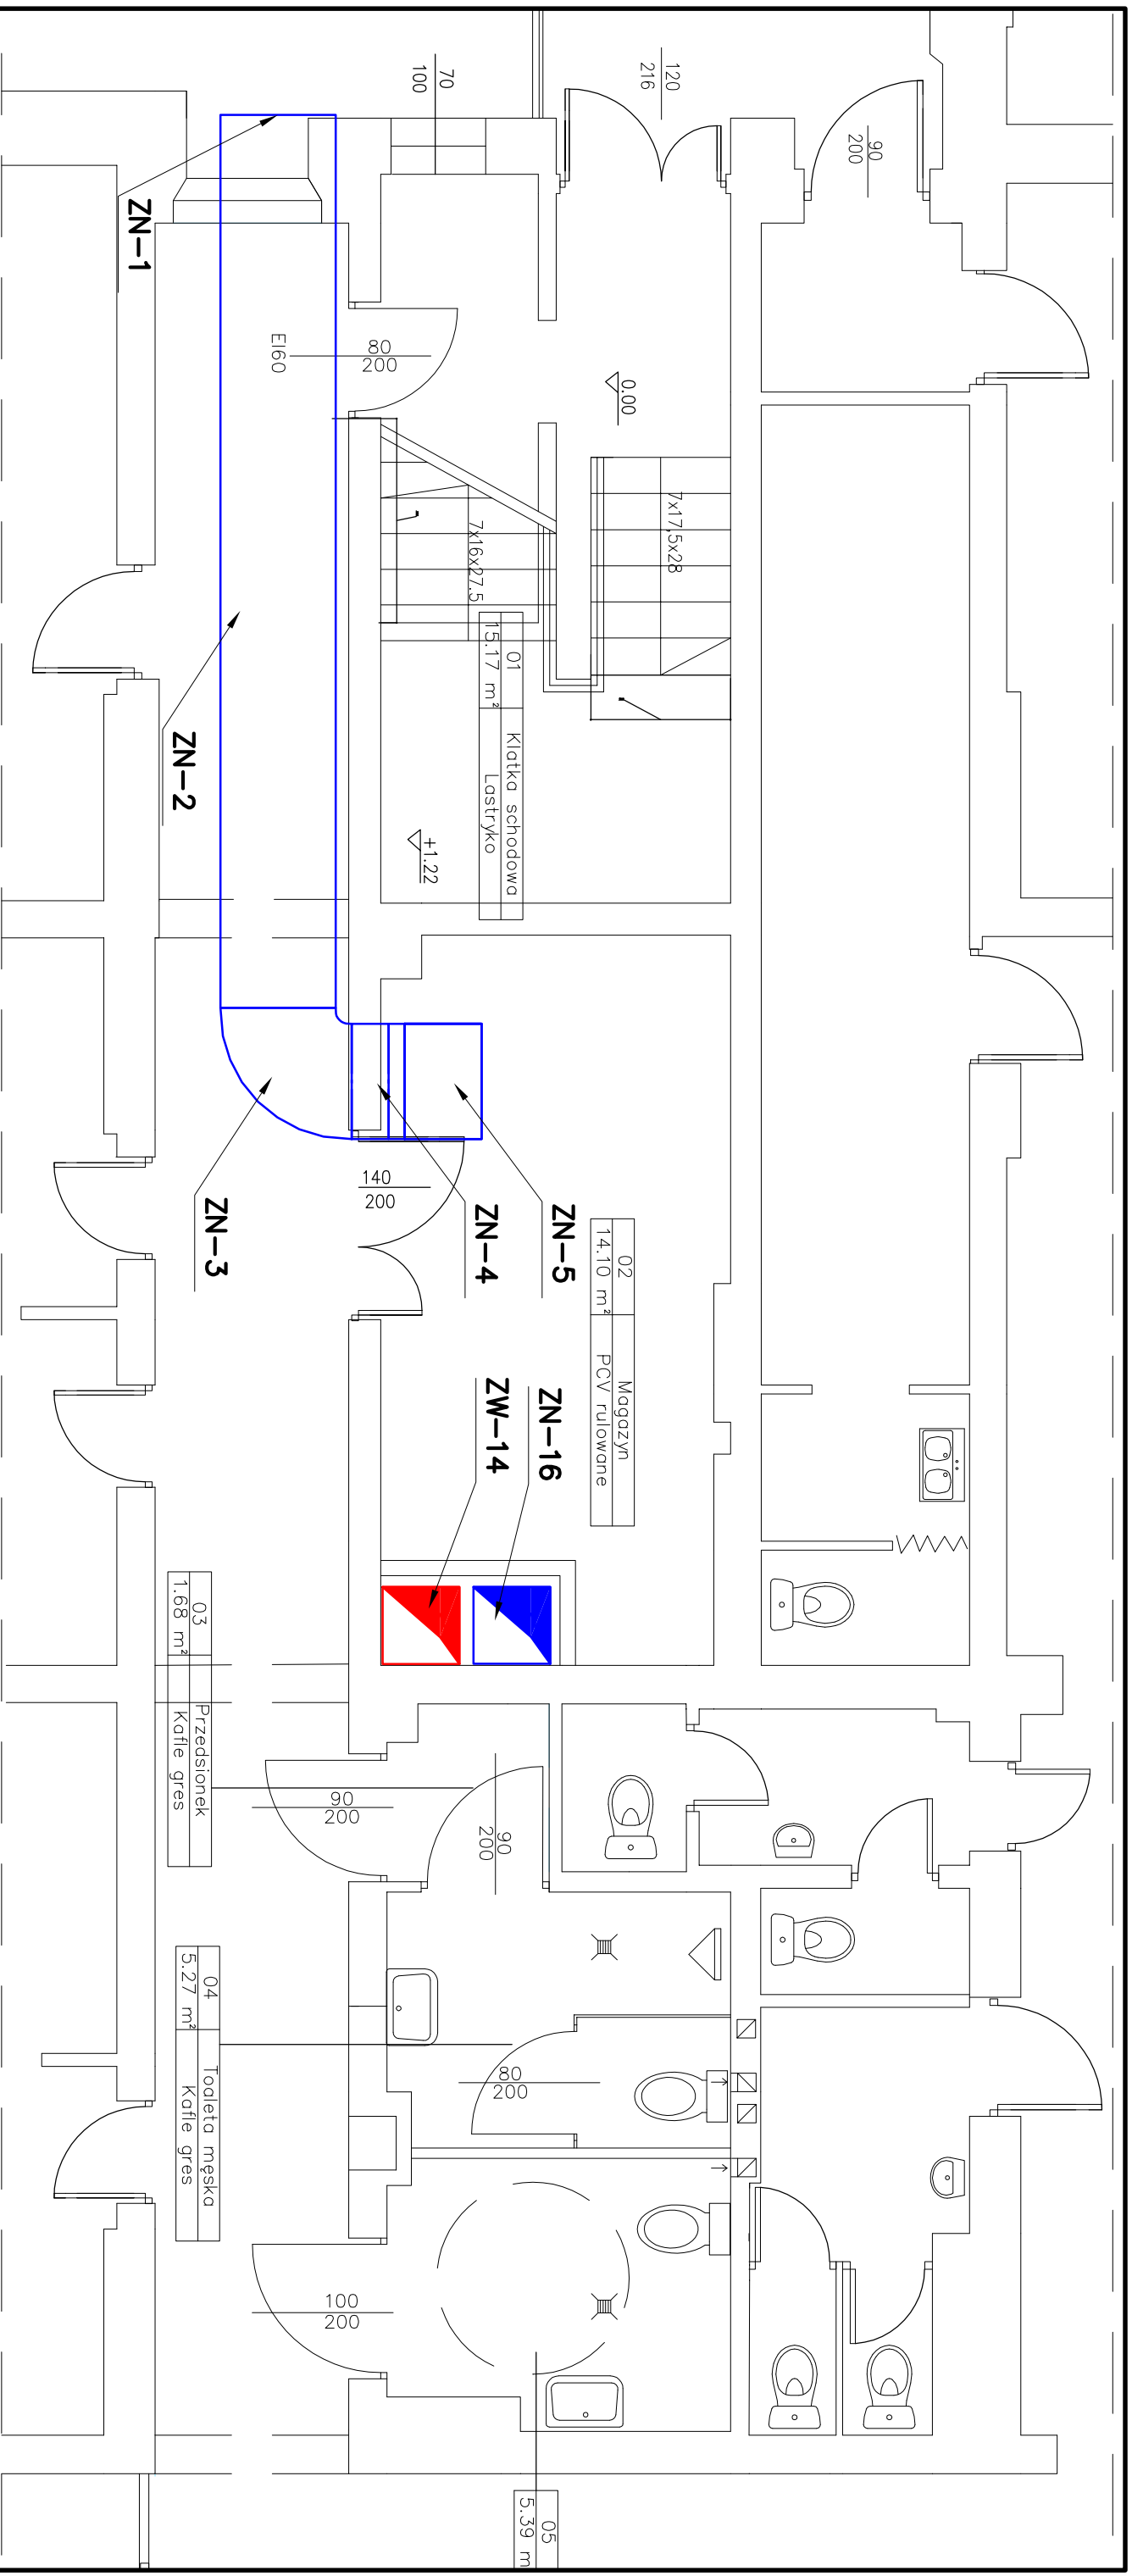 120
216
90
200
70
100
ZN-1
80
200
EI60
0.00
7x17,5x28
7x16x27.5
01 Klatka schodowa
15.17 m² Lastryko
+1.22
ZN-2
ZN-3
ZN-4
ZN-5
140
200
02 Magazyn
14.10 m² PCV rulowane
ZN-16
ZW-14
03 Przedsionek
1.68 m² Kafle gres
90
200
90
200
04 Toaleta męska
5.27 m² Kafle gres
80
200
100
200
05
5.39 m